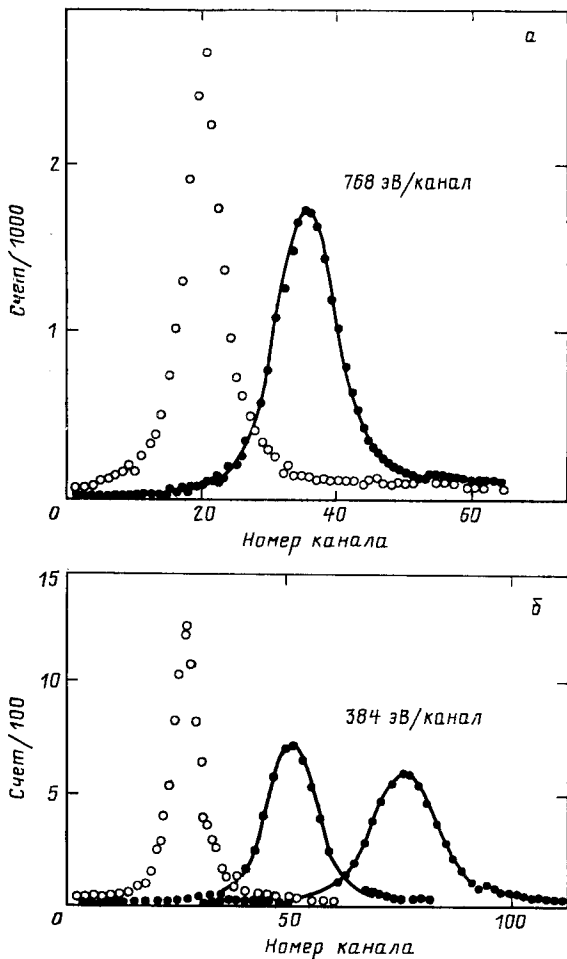 а
2
768 эВ/канал
Счет/1000
1
0
20
40
60
Номер канала
15
б
10
384 эВ/канал
Счет/100
5
0
50
100
Номер канала